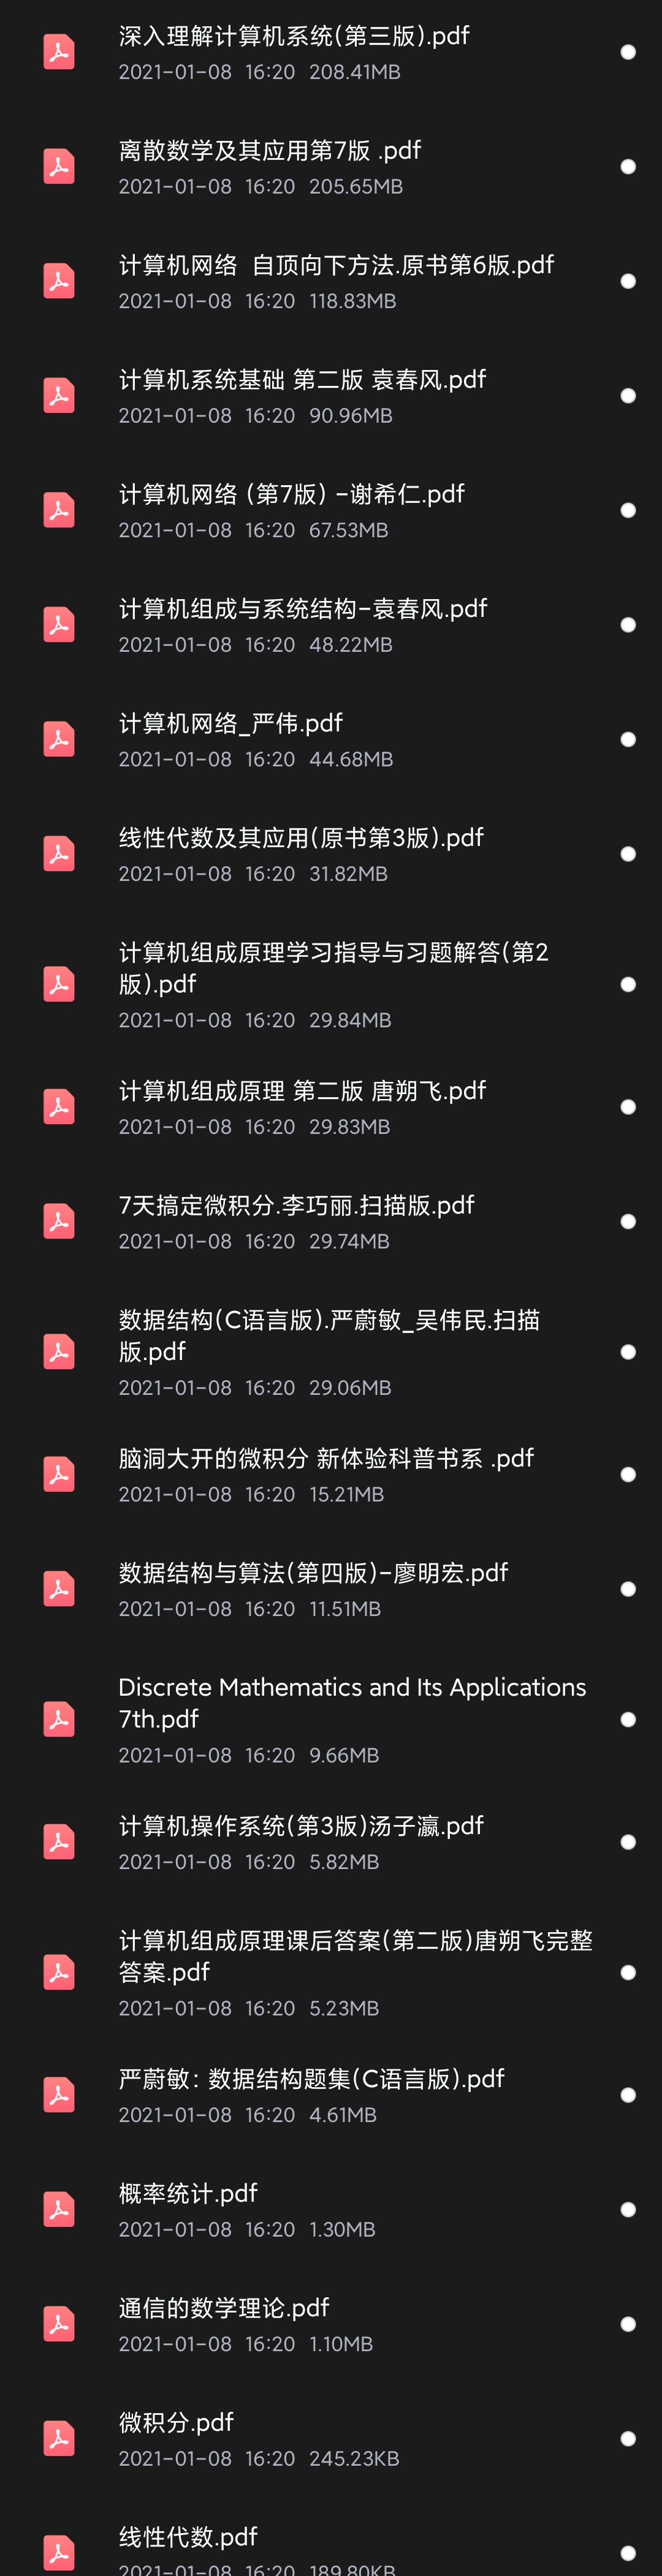 深入理解计算机系统(第三版).pdf
2021-01-08 16:20 208.41MB
离散数学及其应用第7版 .pdf
2021-01-08 16:20 205.65MB
计算机网络 自顶向下方法.原书第6版.pdf
2021-01-08 16:20 118.83MB
计算机系统基础 第二版 袁春风.pdf
2021-01-08 16:20 90.96MB
计算机网络 (第7版) -谢希仁.pdf
2021-01-08 16:20 67.53MB
计算机组成与系统结构-袁春风.pdf
2021-01-08 16:20 48.22MB
计算机网络_严伟.pdf
2021-01-08 16:20 44.68MB
线性代数及其应用(原书第3版).pdf
2021-01-08 16:20 31.82MB
计算机组成原理学习指导与习题解答(第2
版).pdf
2021-01-08 16:20 29.84MB
计算机组成原理 第二版 唐朔飞.pdf
2021-01-08 16:20 29.83MB
7天搞定微积分.李巧丽.扫描版.pdf
2021-01-08 16:20 29.74MB
数据结构(C语言版).严蔚敏_吴伟民.扫描
版.pdf
2021-01-08 16:20 29.06MB
脑洞大开的微积分 新体验科普书系 .pdf
2021-01-08 16:20 15.21MB
数据结构与算法(第四版)-廖明宏.pdf
2021-01-08 16:20 11.51MB
Discrete Mathematics and Its Applications
7th.pdf
2021-01-08 16:20 9.66MB
计算机操作系统(第3版)汤子瀛.pdf
2021-01-08 16:20 5.82MB
计算机组成原理课后答案(第二版)唐朔飞完整
答案.pdf
2021-01-08 16:20 5.23MB
严蔚敏: 数据结构题集(C语言版).pdf
2021-01-08 16:20 4.61MB
概率统计.pdf
2021-01-08 16:20 1.30MB
通信的数学理论.pdf
2021-01-08 16:20 1.10MB
微积分.pdf
2021-01-08 16:20 245.23KB
线性代数.pdf
2021-01-08 16:20 189.80KB